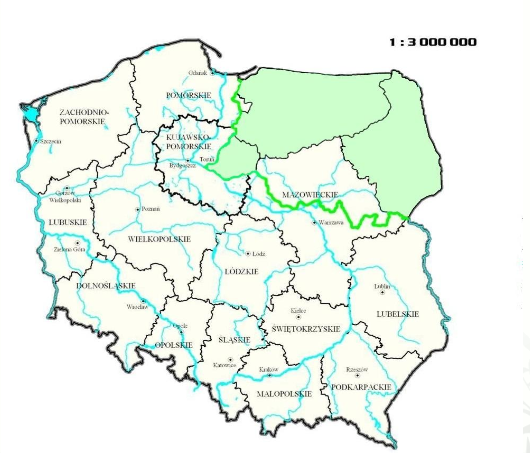 1 : 3 000 000
Gdańsk
POMORSKIE
ZACHODNIO-
POMORSKIE
Szczecin
KUJAWSKO-
POMORSKIE
Bydgoszcz
Toruń
Gorzów
Wielkopolski
MAZOWIECKIE
LUBUSKIE
Poznań
Warszawa
WIELKOPOLSKIE
Zielona Góra
Łódź
ŁÓDZKIE
DOLNOŚLĄSKIE
Lublin
Wrocław
LUBELSKIE
Kielce
ŚWIĘTOKRZYSKIE
Opole
OPOLSKIE
ŚLĄSKIE
Katowice
Kraków
Rzeszów
MAŁOPOLSKIE
PODKARPACKIE